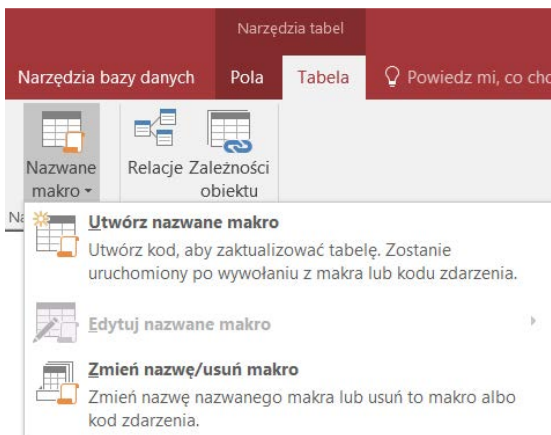 Narzędzia tabel
Narzędzia bazy danych Pola Tabela Powiedz mi, co chc
Nazwane makro
Relacje Zależności obiektu
Na
Utwórz nazwane makro
Utwórz kod, aby zaktualizować tabelę. Zostanie
uruchomiony po wywołaniu z makra lub kodu zdarzenia.
Edytuj nazwane makro
Zmień nazwę/usuń makro
Zmień nazwę nazwanego makra lub usuń to makro albo
kod zdarzenia.